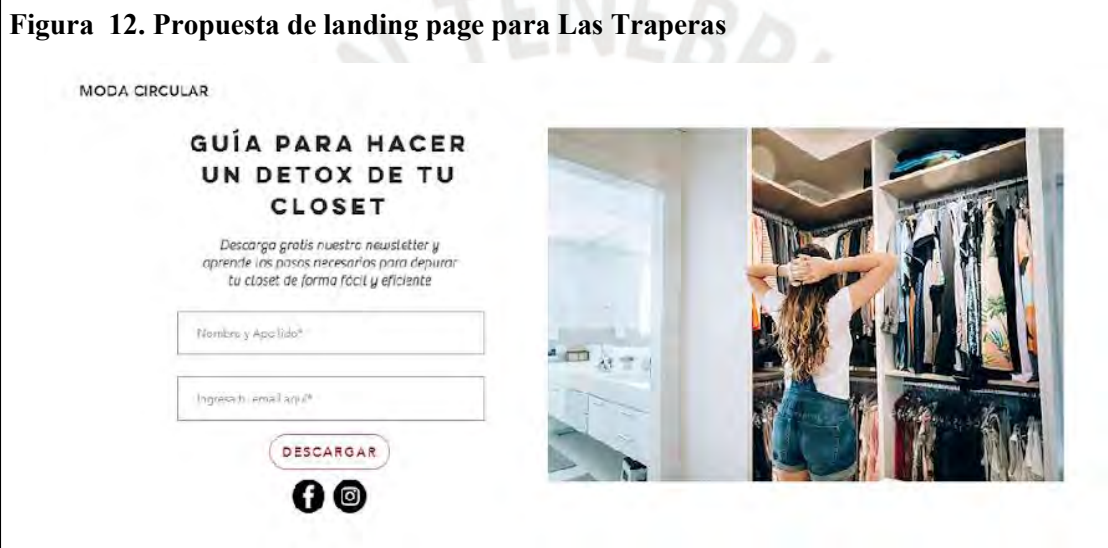 Figura 12. Propuesta de landing page para Las Traperas
TENEBR
MODA CIRCULAR
GUÍA PARA HACER
UN DETOX DE TU
CLOSET
Descarga gratis nuestro newsletter y
aprende los pasos necesarios para depurar
tu closet de forma fácil y eficiente
Nombre y Apellido*
Ingresa tu email aquí*
DESCARGAR